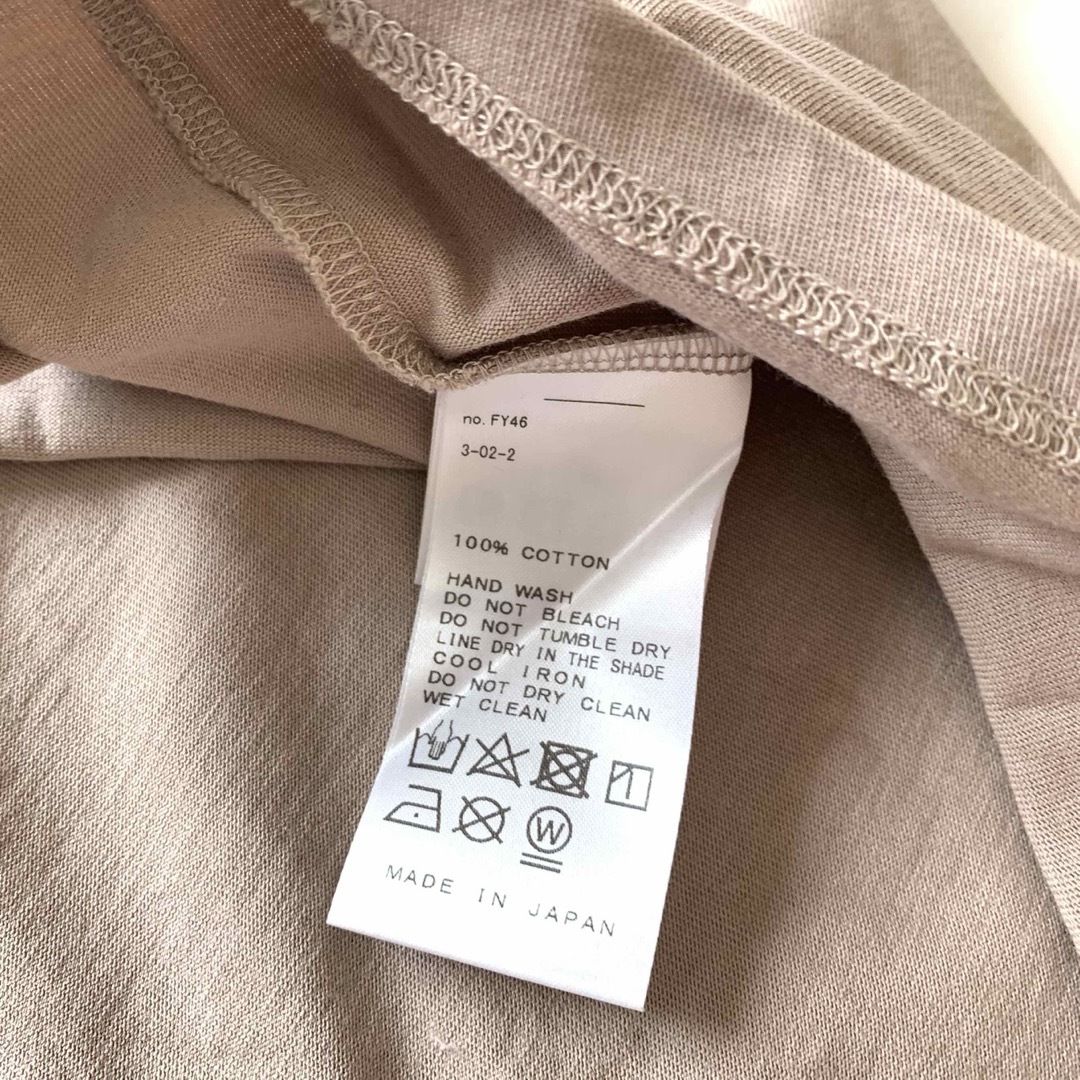 no. FY46
3-02-2
100% COTTON
HAND WASH
DO NOT BLEACH
DO NOT TUMBLE DRY
LINE DRY IN THE SHADE
COOL IRON
DO NOT DRY CLEAN
WET CLEAN
W
MADE IN JAPAN